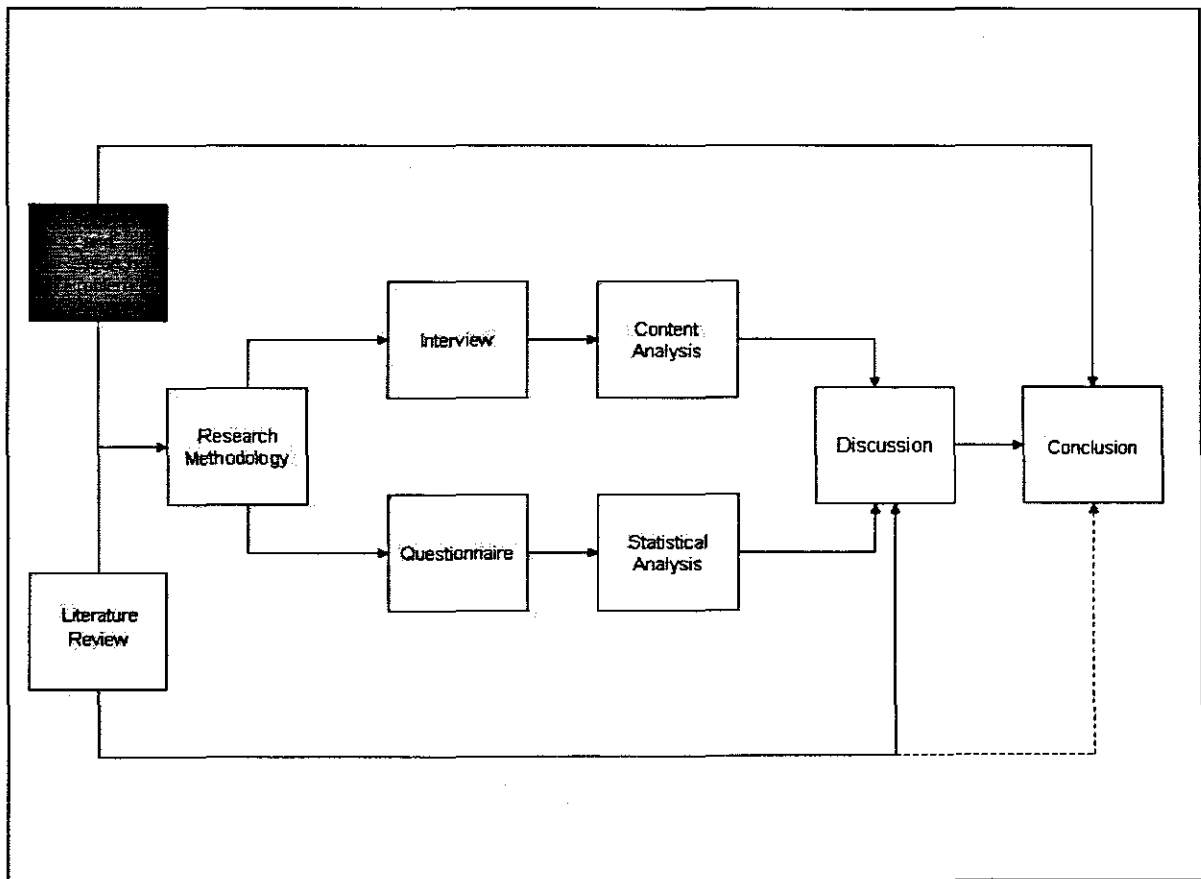 Interview
Content
Analysis
Research
Methodology
Discussion
Conclusion
Questionnaire
Statistical
Analysis
Literature
Review